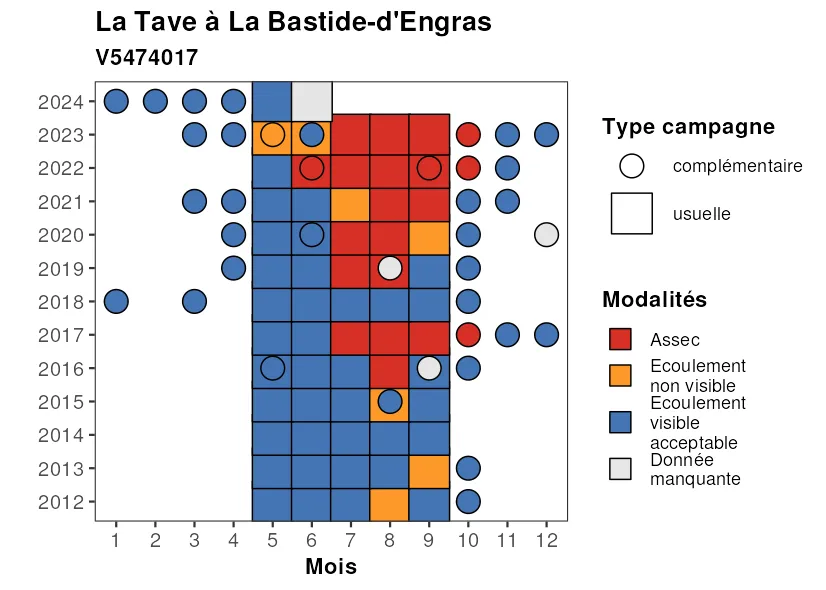 La Tave à La Bastide-d'Engras
V5474017
2024
2023
2022
2021
2020
2019
2018
2017
2016
2015
2014
2013
2012
1 2 3 4 5 6 7 8 9 10 11 12
Mois
Type campagne
complémentaire
usuelle
Modalités
Assec
Ecoulement
non visible
Ecoulement
visible
acceptable
Donnée
manquante